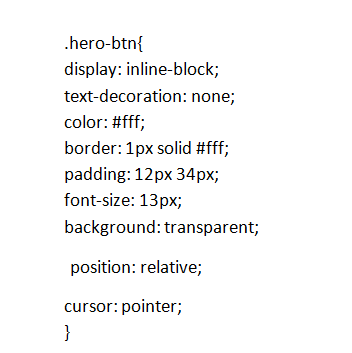 .hero-btn{
display: inline-block;
text-decoration: none;
color: #fff;
border: 1px solid #fff;
padding: 12px 34px;
font-size: 13px;
background: transparent;
position: relative;
cursor: pointer;
}